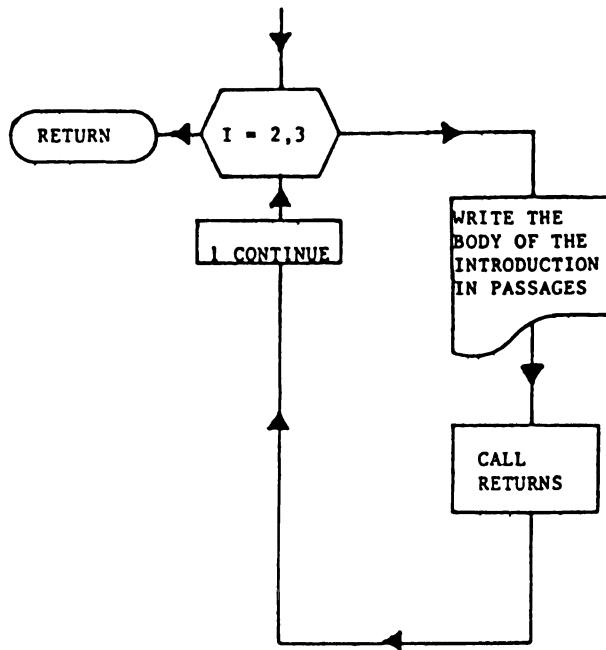 RETURN
I = 2,3
1 CONTINUE
WRITE THE
BODY OF THE
INTRODUCTION
IN PASSAGES
CALL
RETURNS